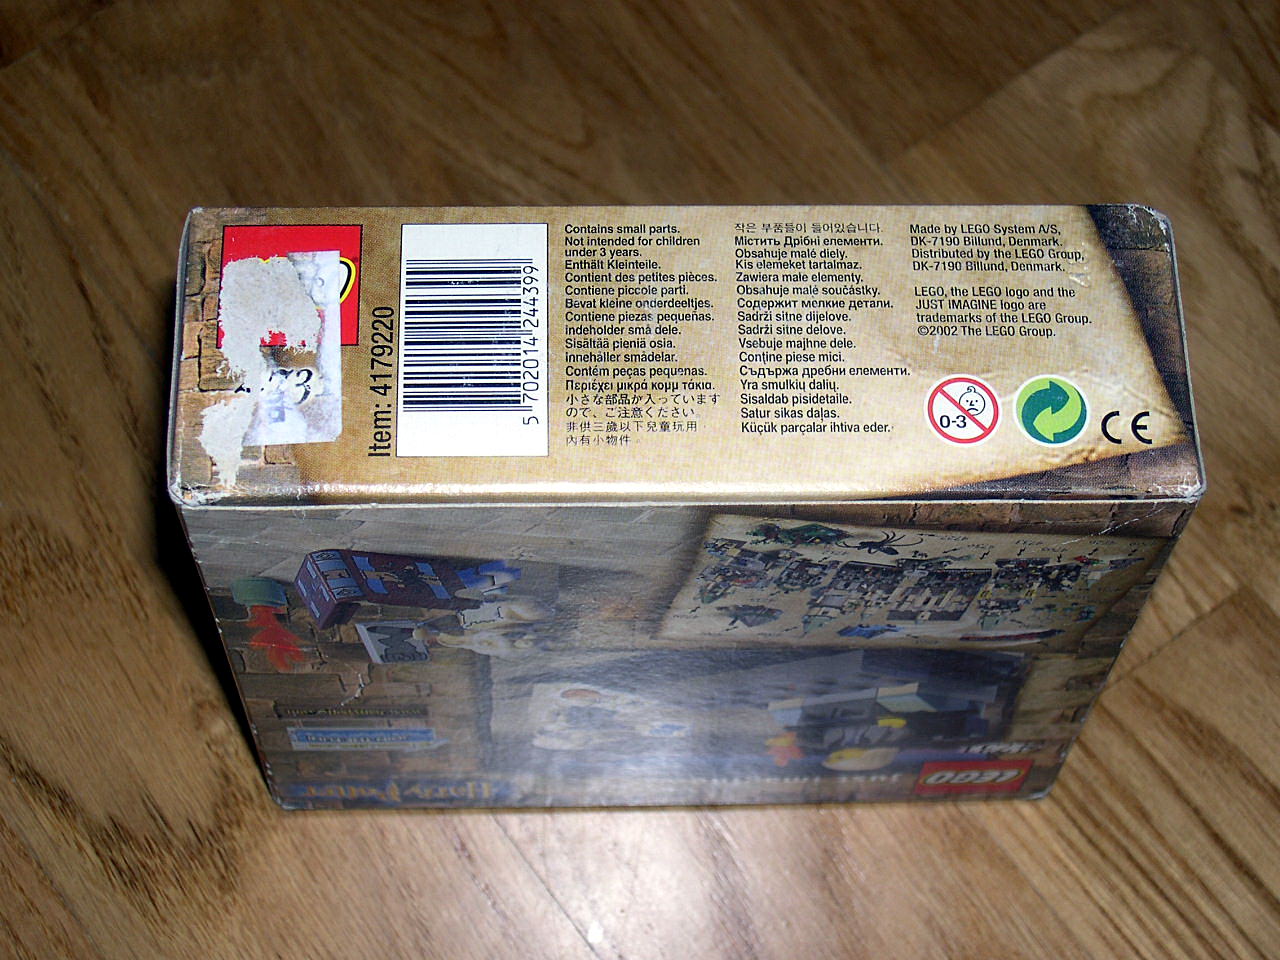 Item: 4179220
5 702014 244399
Contains small parts.
Not intended for children
under 3 years.
Enthält Kleinteile.
Contient des petites pièces.
Contiene piccole parti.
Bevat kleine onderdeeltjes.
Contiene piezas pequeñas.
Indeholder små dele.
Sisältää pieniä osia.
Innehåller smådelar.
Contém peças pequenas.
Περιέχει μικρά κομμ τάκια.
小さな部品が入っています
ので、ご注意ください
非供三歲以下兒童玩用
內有小物件
작은 부품들이 들어있습니다.
Мiстить Дрiбнi елементи.
Obsahuje malé diely.
Kis elemeket tartalmaz.
Zawiera małe elementy.
Obsahuje malé součástky.
Содержит мелкие детали.
Sadrži sitne dijelove.
Sadrži sitne delove.
Vsebuje majhne dele.
Conţine piese mici.
Съдържа дребни елементи.
Yra smulkių dalių.
Sisaldab pisidetaile.
Satur sīkas daļas.
Küçük parçalar ihtiva eder.
Made by LEGO System A/S,
DK-7190 Billund, Denmark.
Distributed by the LEGO Group,
DK-7190 Billund, Denmark.
LEGO, the LEGO logo and the
JUST IMAGINE logo are
trademarks of the LEGO Group.
©2002 The LEGO Group.
0-3
CE
LEGO
Harry Potter